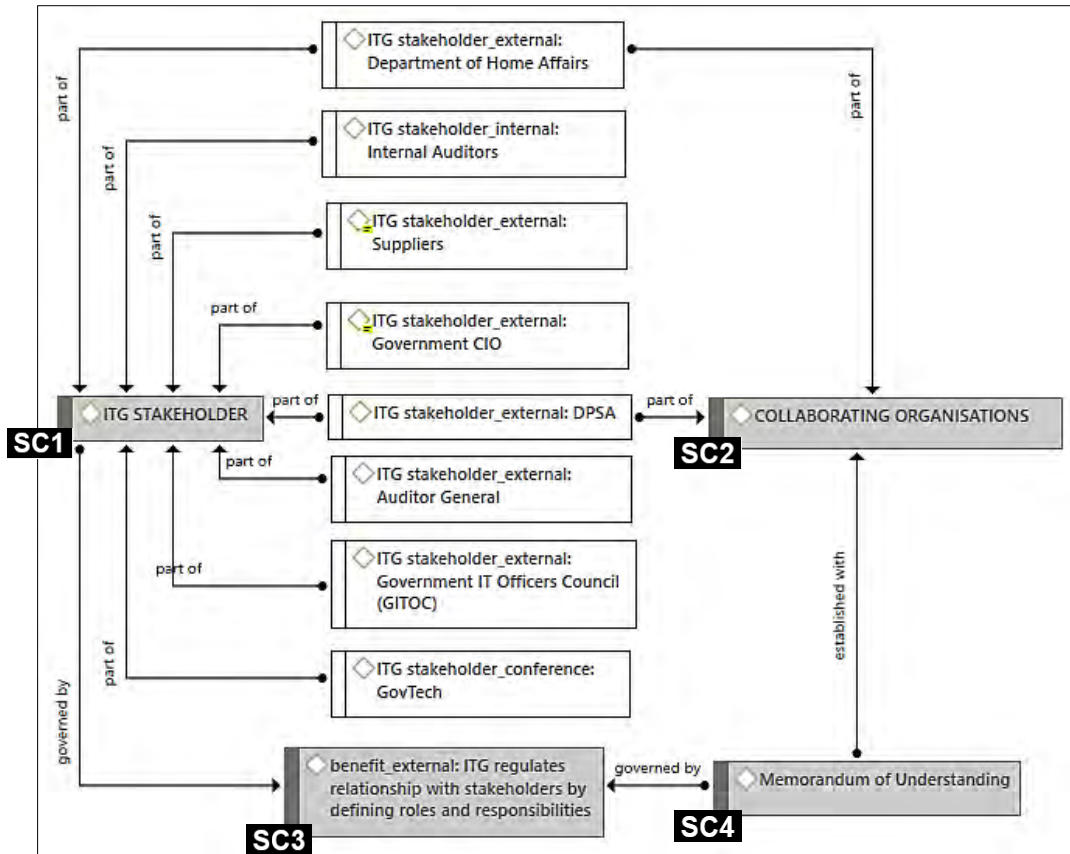 ITG stakeholder_external:
Department of Home Affairs
part of
part of
ITG stakeholder_internal:
Internal Auditors
part of
ITG stakeholder_external:
Suppliers
part of
ITG stakeholder_external:
Government CIO
part of
ITG STAKEHOLDER
SC1
part of
ITG stakeholder_external: DPSA
part of
COLLABORATING ORGANISATIONS
SC2
ITG stakeholder_external:
Auditor General
part of
ITG stakeholder_external:
Government IT Officers Council
(GITOC)
part of
ITG stakeholder_conference:
GovTech
part of
established with
governed by
benefit_external: ITG regulates
relationship with stakeholders by
defining roles and responsibilities
SC3
governed by
Memorandum of Understanding
SC4